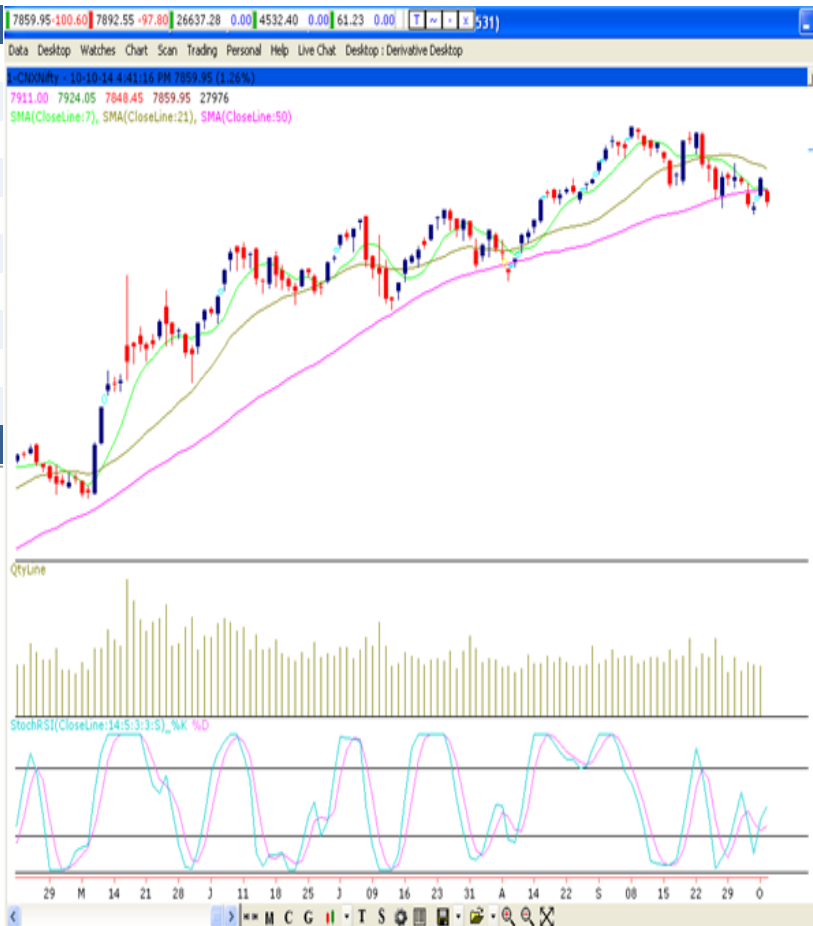 7859.95-100.60 7892.55 -97.80 26637.28 0.00 4532.40 0.00 61.23 0.00 T ~ - x 531)
Data Desktop Watches Chart Scan Trading Personal Help Live Chat Desktop : Derivative Desktop
1-CNXNifty - 10-10-14 4:41:16 PM 7859.95 (1.26%)
7911.00 7924.05 7848.45 7859.95 27976
SMA(CloseLine:7), SMA(CloseLine:21), SMA(CloseLine:50)
QtyLine
StochRSI(CloseLine:14:5:3:3:S)_%K %D
29 M 14 21 28 J 11 18 25 J 09 16 23 31 A 14 22 S 08 15 22 29 O
M C G T S